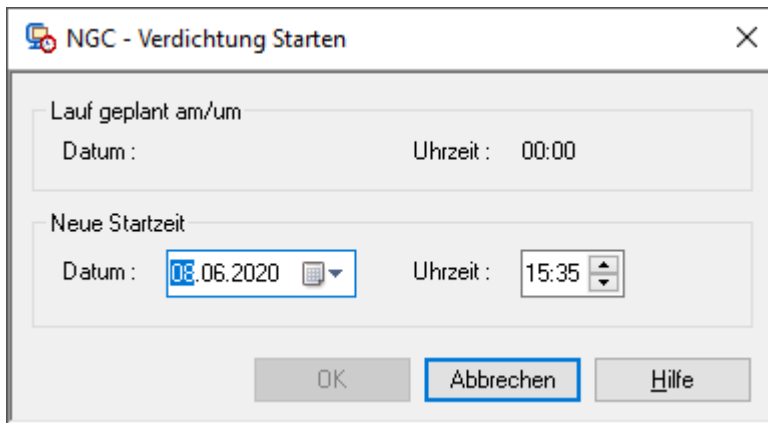 NGC - Verdichtung Starten
Lauf geplant am/um
Datum : Uhrzeit : 00:00
Neue Startzeit
Datum : 08.06.2020 Uhrzeit : 15:35
OK Abbrechen Hilfe